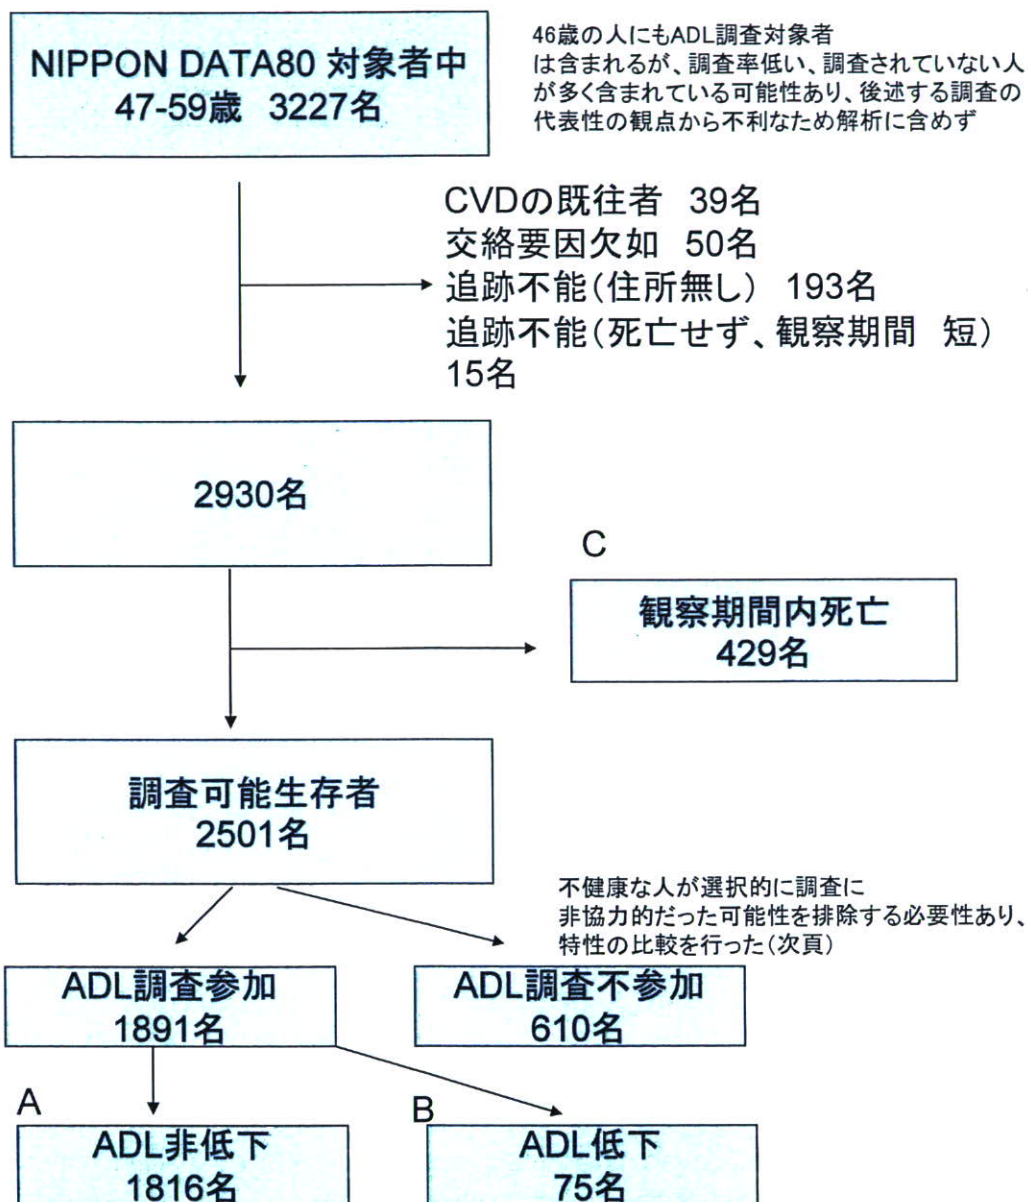 NIPPON DATA80 対象者中
47-59歳 3227名
46歳の人にもADL調査対象者
は含まれるが、調査率低い、調査されていない人
が多く含まれている可能性あり、後述する調査の
代表性の観点から不利なため解析に含めず
CVDの既往者 39名
交絡要因欠如 50名
追跡不能(住所無し) 193名
追跡不能(死亡せず、観察期間 短)
15名
2930名
C
観察期間内死亡
429名
調査可能生存者
2501名
不健康な人が選択的に調査に
非協力的だった可能性を排除する必要性あり、
特性の比較を行った(次頁)
ADL調査参加
1891名
ADL調査不参加
610名
A
ADL非低下
1816名
B
ADL低下
75名